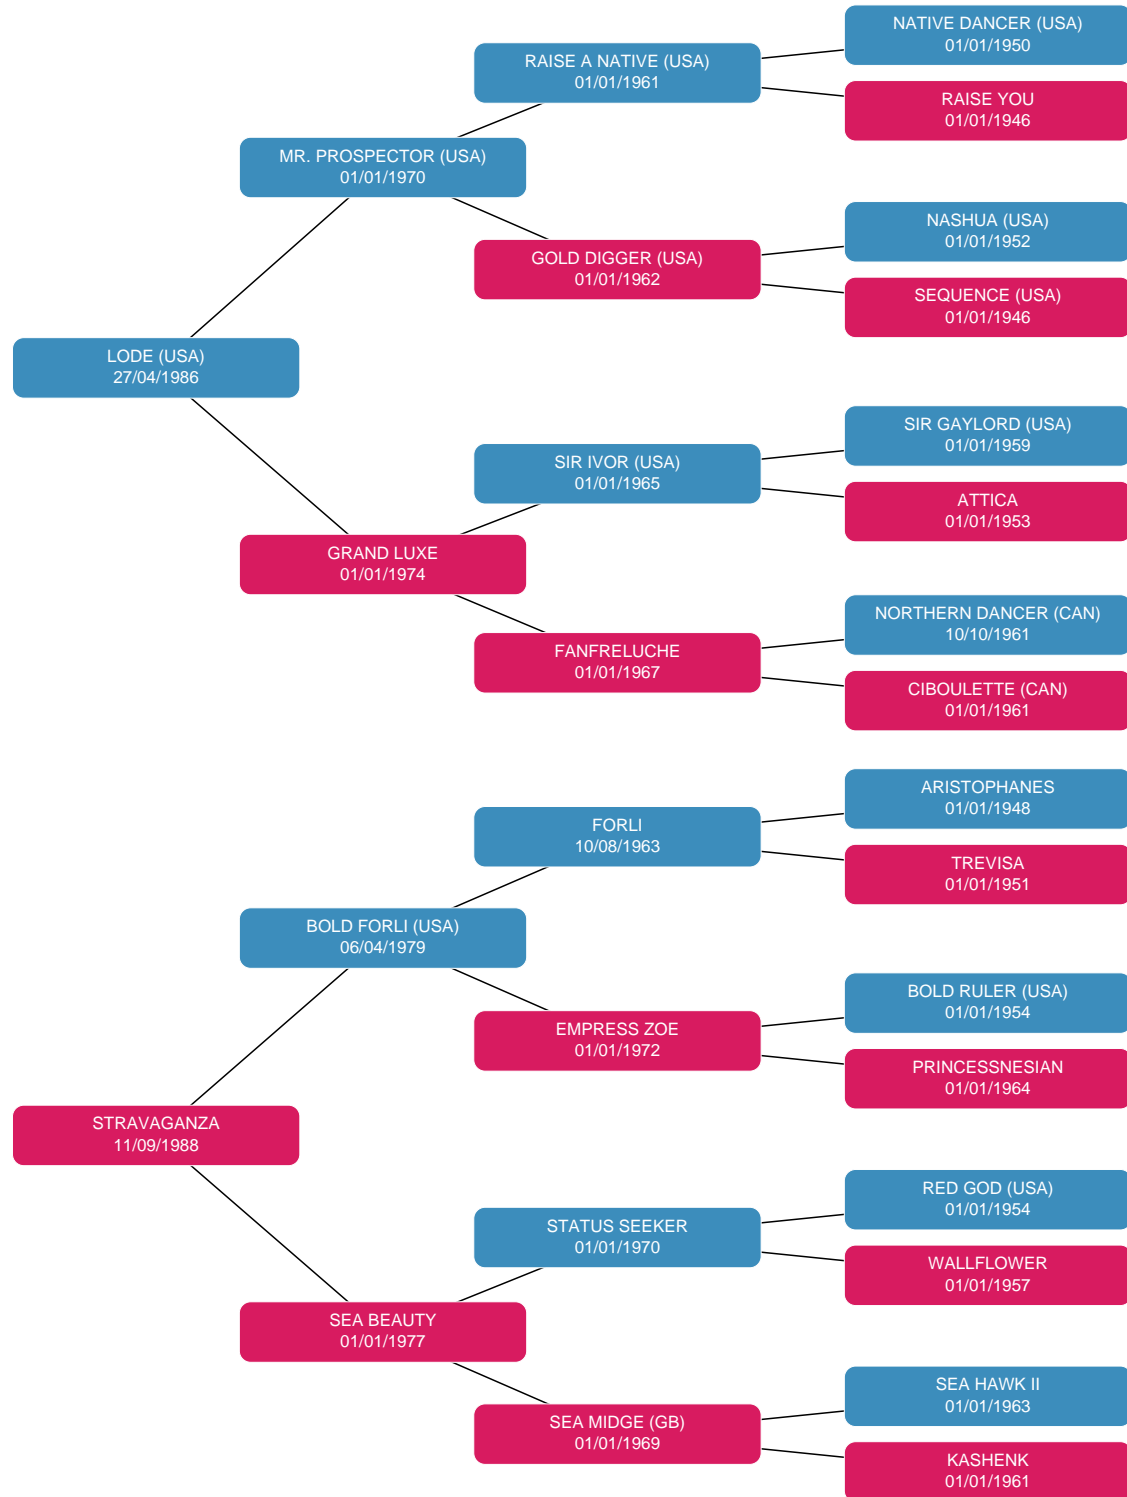 NATIVE DANCER (USA)
01/01/1950
RAISE A NATIVE (USA)
01/01/1961
RAISE YOU
01/01/1946
MR. PROSPECTOR (USA)
01/01/1970
NASHUA (USA)
01/01/1952
GOLD DIGGER (USA)
01/01/1962
SEQUENCE (USA)
01/01/1946
LODE (USA)
27/04/1986
SIR GAYLORD (USA)
01/01/1959
SIR IVOR (USA)
01/01/1965
ATTICA
01/01/1953
GRAND LUXE
01/01/1974
NORTHERN DANCER (CAN)
10/10/1961
FANFRELUCHE
01/01/1967
CIBOULETTE (CAN)
01/01/1961
ARISTOPHANES
01/01/1948
FORLI
10/08/1963
TREVISA
01/01/1951
BOLD FORLI (USA)
06/04/1979
BOLD RULER (USA)
01/01/1954
EMPRESS ZOE
01/01/1972
PRINCESSNESIAN
01/01/1964
STRAVAGANZA
11/09/1988
RED GOD (USA)
01/01/1954
STATUS SEEKER
01/01/1970
WALLFLOWER
01/01/1957
SEA BEAUTY
01/01/1977
SEA HAWK II
01/01/1963
SEA MIDGE (GB)
01/01/1969
KASHENK
01/01/1961